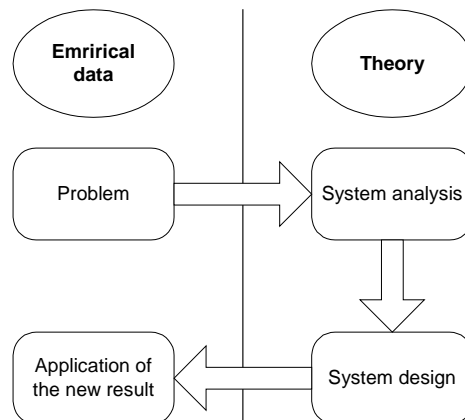 Emrirical
data
Theory
Problem
System analysis
Application of
the new result
System design